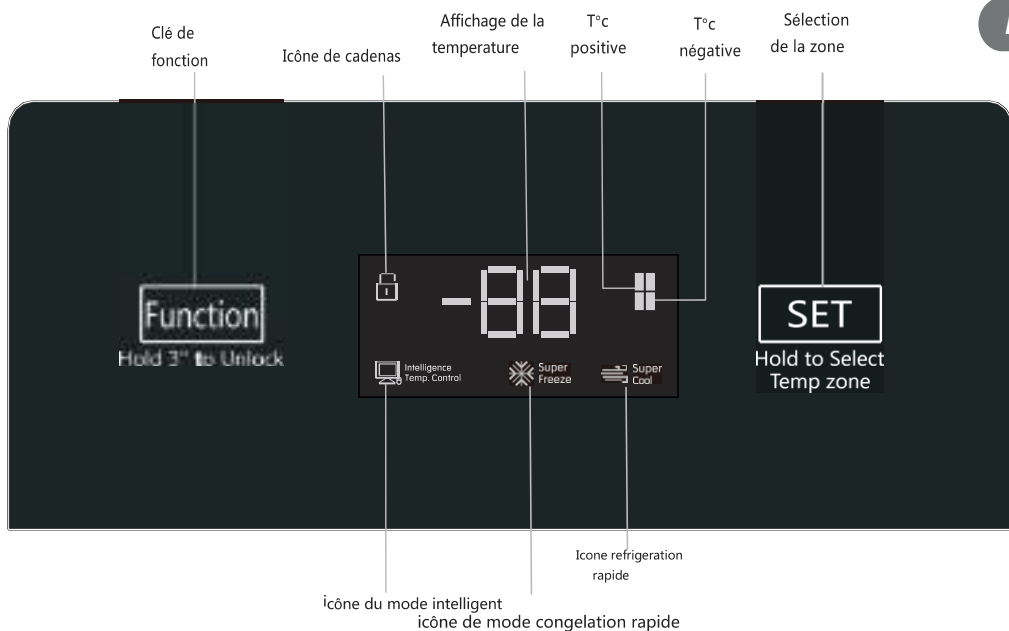 Clé de
fonction
Icône de cadenas
Affichage de la
temperature
T°c
positive
T°c
négative
Sélection
de la zone
Function
Hold 3" to Unlock
-88
Intelligence
Temp. Control
Super
Freeze
Super
Cool
SET
Hold to Select
Temp zone
Icone refrigeration
rapide
icône du mode intelligent
icône de mode congelation rapide